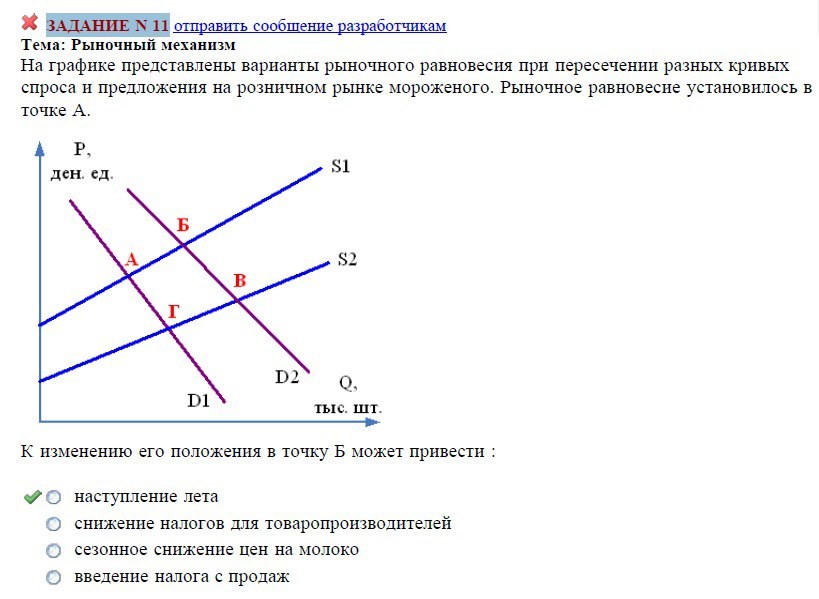 ЗАДАНИЕ N 11 отправить сообщение разработчикам
Тема: Рыночный механизм
На графике представлены варианты рыночного равновесия при пересечении разных кривых
спроса и предложения на розничном рынке мороженого. Рыночное равновесие установилось в
точке А.
P,
ден. ед.
S1
Б
А
S2
В
Г
D2
Q,
D1
тыс. шт.
К изменению его положения в точку Б может привести :
наступление лета
снижение налогов для товаропроизводителей
сезонное снижение цен на молоко
введение налога с продаж